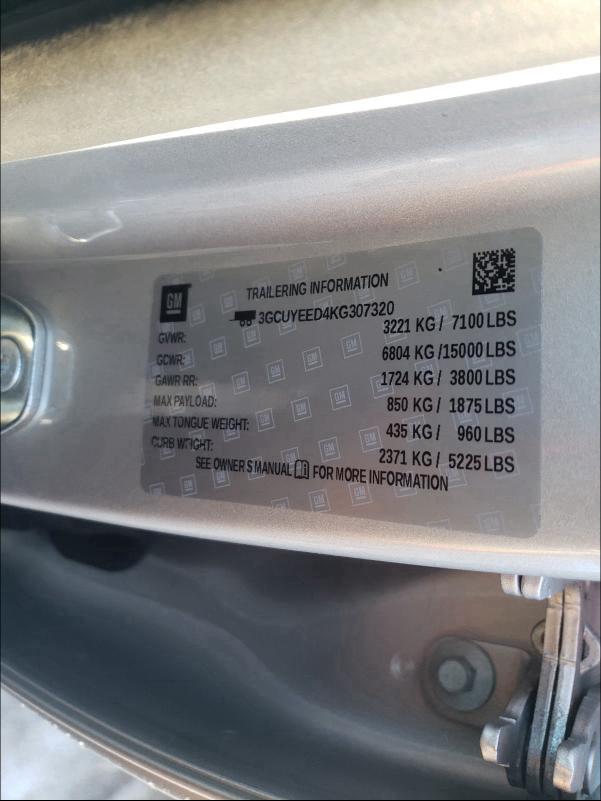 GM
TRAILERING INFORMATION
3GCUYEED4KG307320
GVWR: 3221 KG / 7100 LBS
GCWR: 6804 KG /15000 LBS
GAWR RR: 1724 KG / 3800 LBS
MAX PAYLOAD: 850 KG / 1875 LBS
MAX TONGUE WEIGHT: 435 KG / 960 LBS
CURB WEIGHT: 2371 KG / 5225 LBS
SEE OWNER'S MANUAL FOR MORE INFORMATION